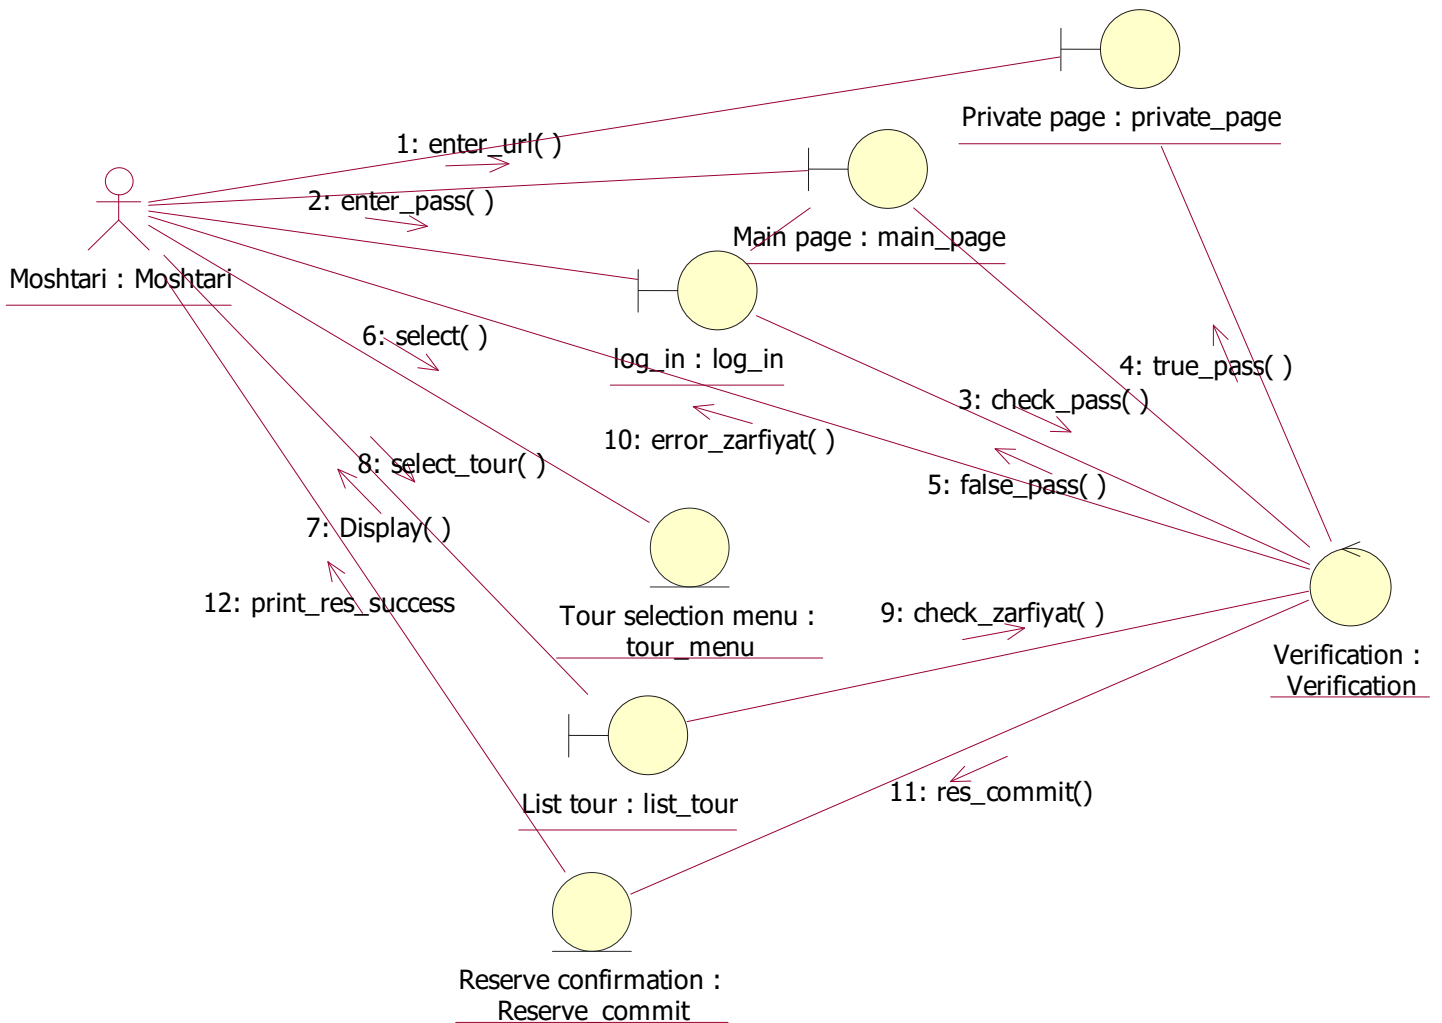 Private page : private_page
1: enter_url( )
2: enter_pass( )
Main page : main_page
Moshtari : Moshtari
6: select( )
log_in : log_in
4: true_pass( )
3: check_pass( )
10: error_zarfiyat( )
8: select_tour( )
5: false_pass( )
7: Display( )
12: print_res_success
Tour selection menu :
tour_menu
9: check_zarfiyat( )
Verification :
Verification
11: res_commit()
List tour : list_tour
Reserve confirmation :
Reserve_commit